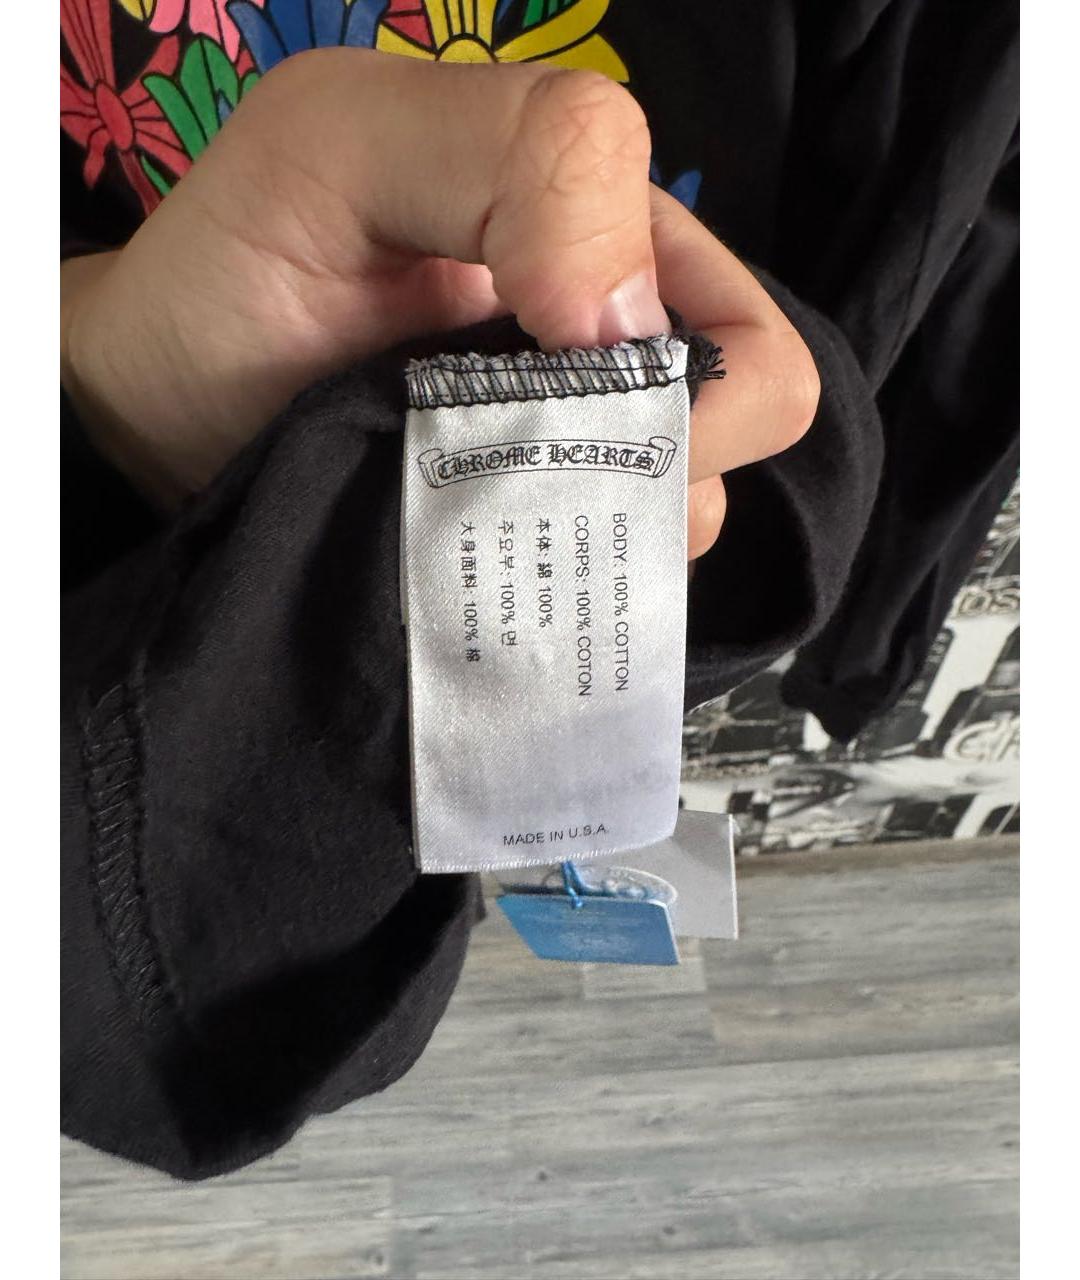 CHROME HEARTS
BODY: 100% COTTON
CORPS: 100% COTON
本体: 綿 100%
주요부: 100% 면
大身面料: 100% 棉
MADE IN U.S.A.